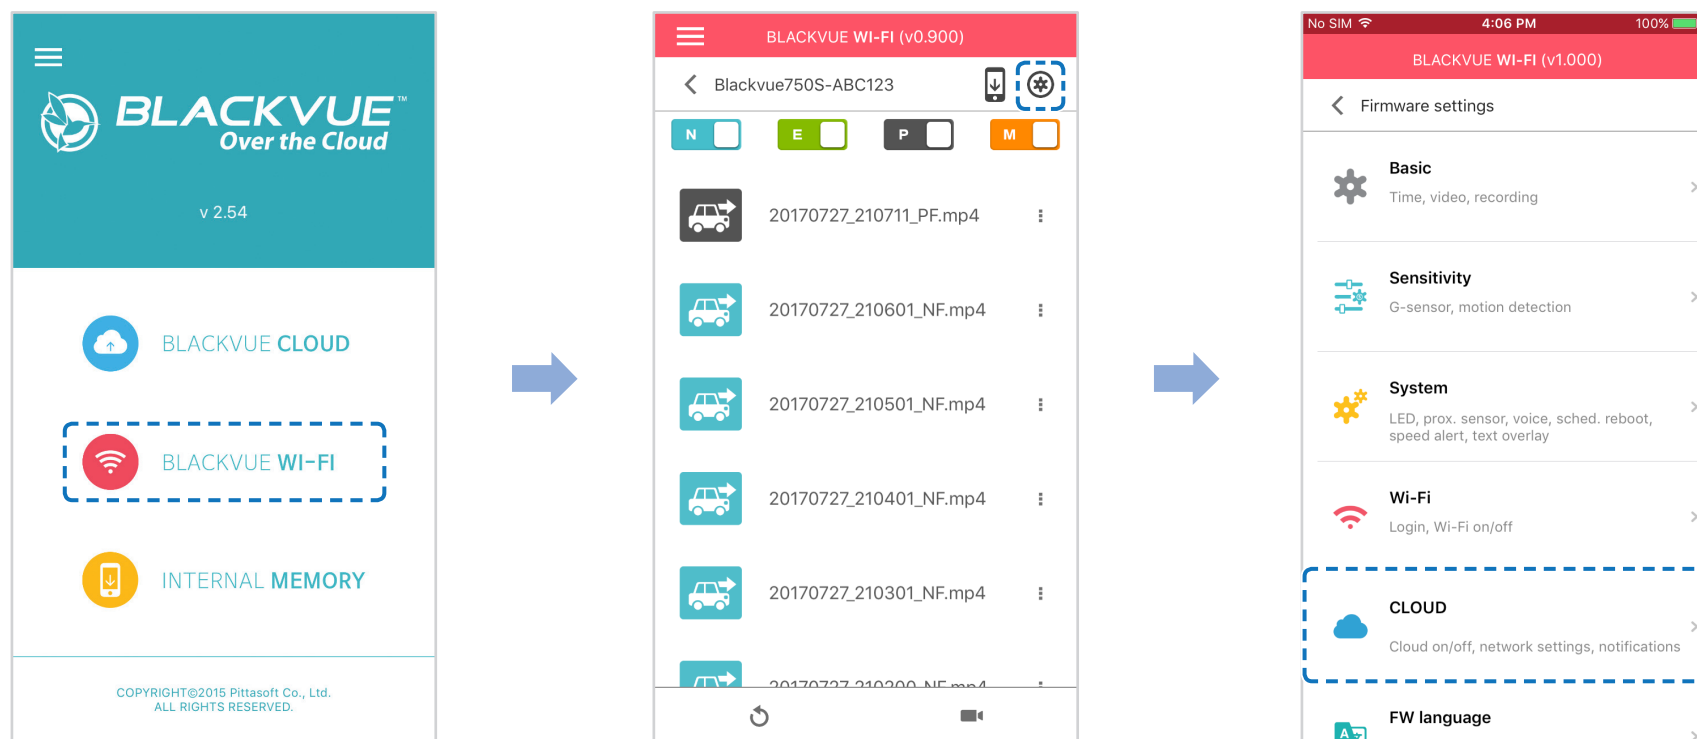 BLACKVUE™
Over the Cloud
v 2.54
BLACKVUE CLOUD
BLACKVUE WI-FI
INTERNAL MEMORY
COPYRIGHT©2015 Pittasoft Co., Ltd.
ALL RIGHTS RESERVED.
BLACKVUE WI-FI (v0.900)
Blackvue750S-ABC123
N E P M
20170727_210711_PF.mp4
20170727_210601_NF.mp4
20170727_210501_NF.mp4
20170727_210401_NF.mp4
20170727_210301_NF.mp4
20170727_210200_NF.mp4
No SIM 4:06 PM 100%
BLACKVUE WI-FI (v1.000)
Firmware settings
Basic
Time, video, recording
Sensitivity
G-sensor, motion detection
System
LED, prox. sensor, voice, sched. reboot,
speed alert, text overlay
Wi-Fi
Login, Wi-Fi on/off
CLOUD
Cloud on/off, network settings, notifications
FW language
A